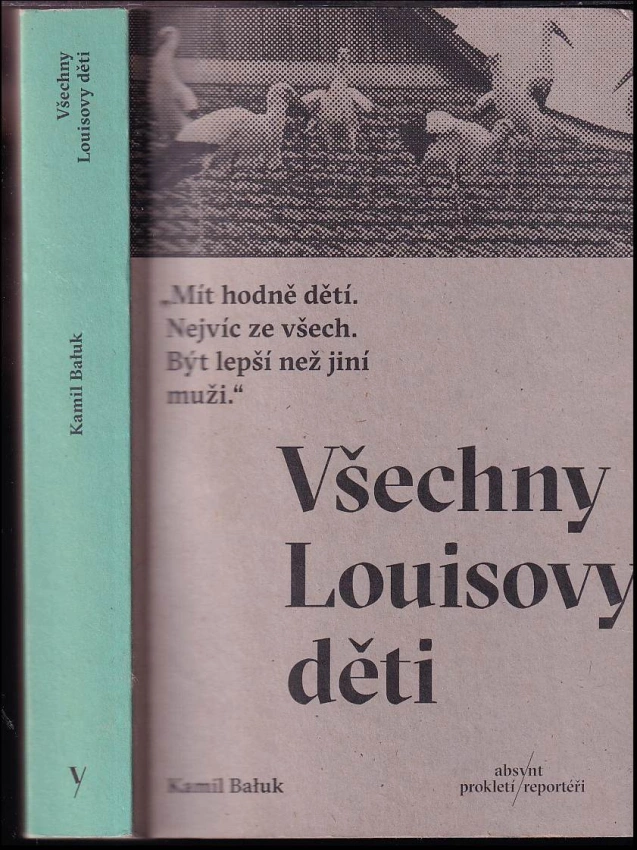 Všechny
Louisovy děti
Kamil Bałuk
„Mít hodně dětí.
Nejvíc ze všech.
Být lepší než jiní
muži.“
Všechny
Louisovy
děti
Kamil Bałuk
absynt
prokletí reportéři